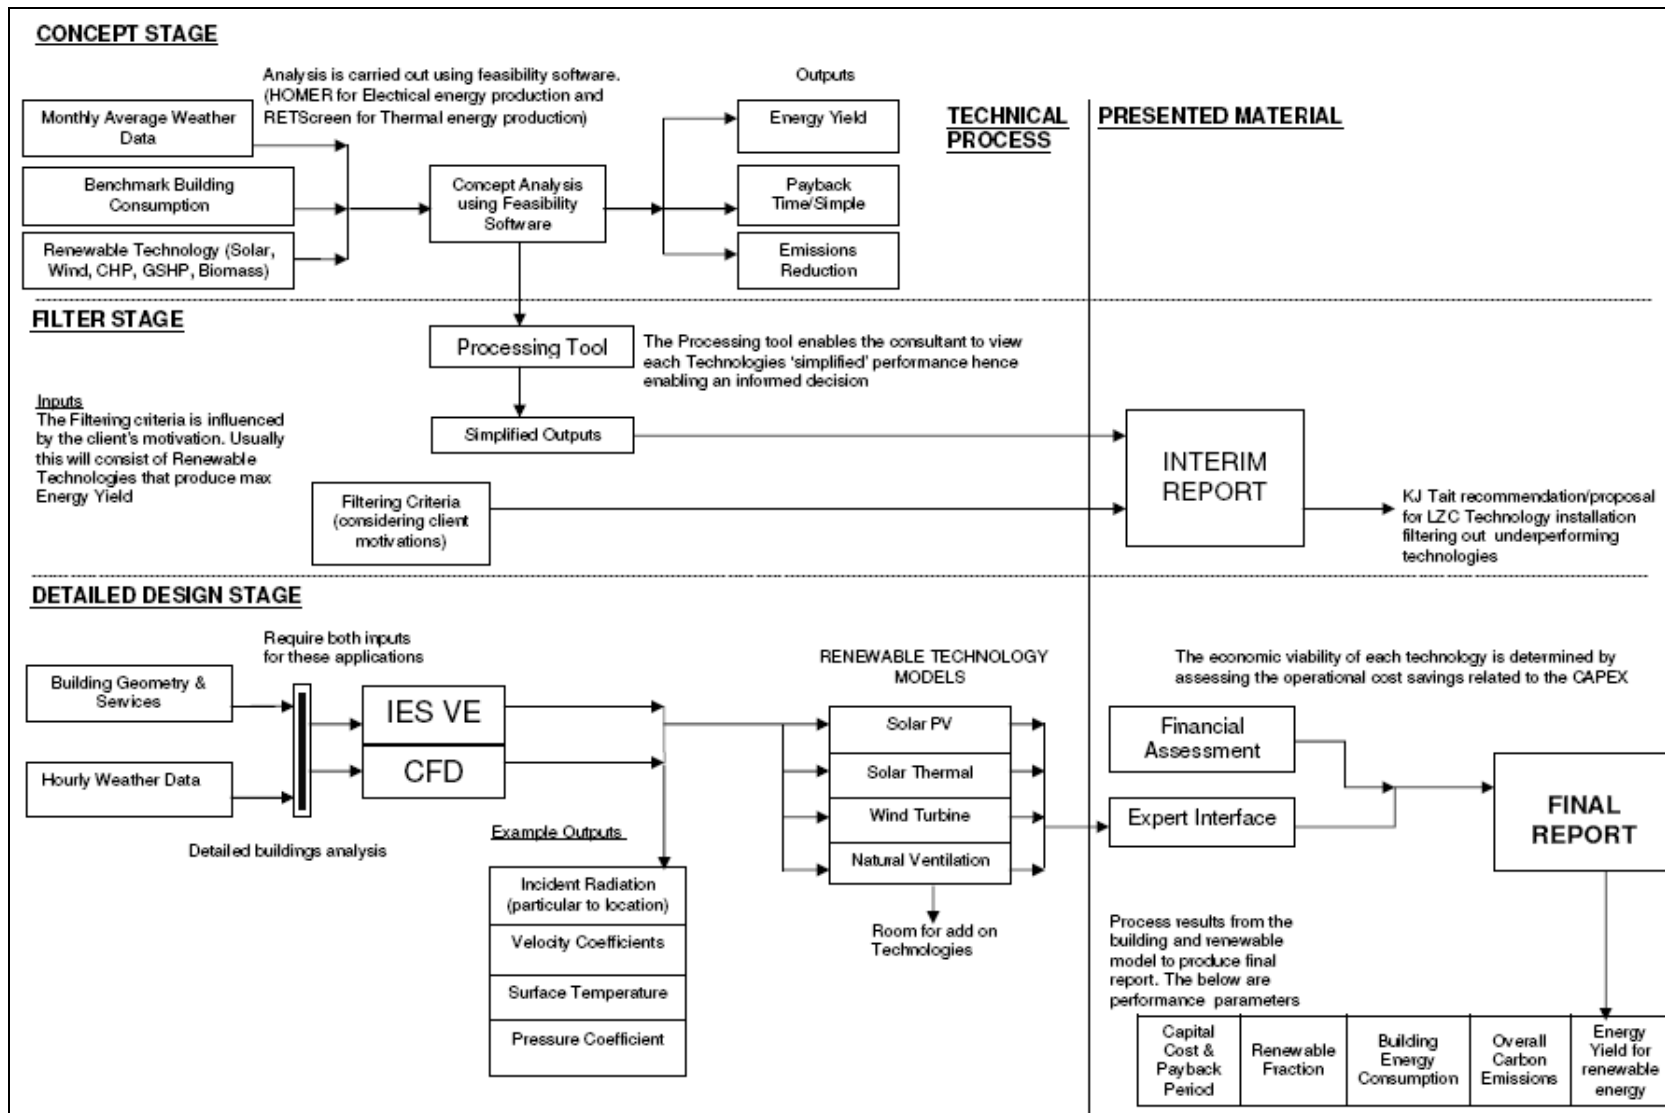 CONCEPT STAGE
Analysis is carried out using feasibility software.
(HOMER for Electrical energy production and
RETScreen for Thermal energy production)
Outputs
Monthly Average Weather
Data
Benchmark Building
Consumption
Renewable Technology (Solar,
Wind, CHP, GSHP, Biomass)
Concept Analysis
using Feasibility
Software
Energy Yield
Payback
Time/Simple
Emissions
Reduction
TECHNICAL
PROCESS
PRESENTED MATERIAL
FILTER STAGE
Processing Tool
The Processing tool enables the consultant to view
each Technologies 'simplified' performance hence
enabling an informed decision
Inputs
The Filtering criteria is influenced
by the client's motivation. Usually
this will consist of Renewable
Technologies that produce max
Energy Yield
Simplified Outputs
Filtering Criteria
(considering client
motivations)
INTERIM
REPORT
KJ Tait recommendation/proposal
for LZC Technology installation
filtering out underperforming
technologies
DETAILED DESIGN STAGE
Require both inputs
for these applications
Building Geometry &
Services
Hourly Weather Data
IES VE
CFD
Detailed buildings analysis
Example Outputs
Incident Radiation
(particular to location)
Velocity Coefficients
Surface Temperature
Pressure Coefficient
RENEWABLE TECHNOLOGY
MODELS
Solar PV
Solar Thermal
Wind Turbine
Natural Ventilation
Room for add on
Technologies
The economic viability of each technology is determined by
assessing the operational cost savings related to the CAPEX
Financial
Assessment
Expert Interface
FINAL
REPORT
Process results from the
building and renewable
model to produce final
report. The below are
performance parameters
Capital
Cost &
Payback
Period
Renewable
Fraction
Building
Energy
Consumption
Overall
Carbon
Emissions
Energy
Yield for
renewable
energy